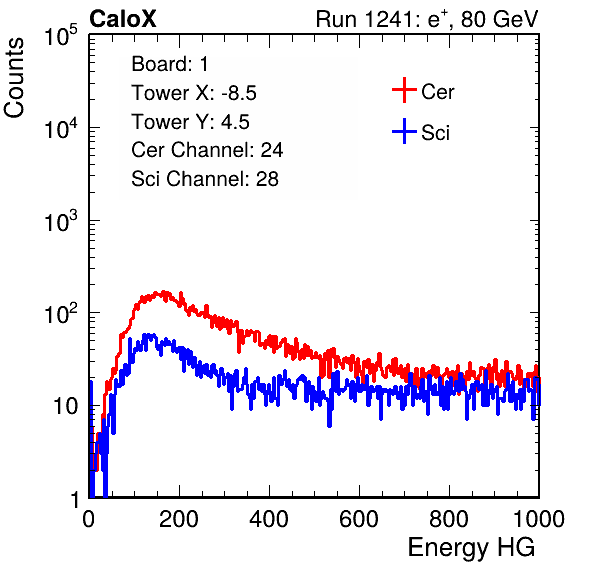 CaloX Run 1241: e+, 80 GeV
Counts
Board: 1
Tower X: -8.5
Tower Y: 4.5
Cer Channel: 24
Sci Channel: 28
Cer
Sci
10^5
10^4
10^3
10^2
10
1
0 200 400 600 800 1000
Energy HG